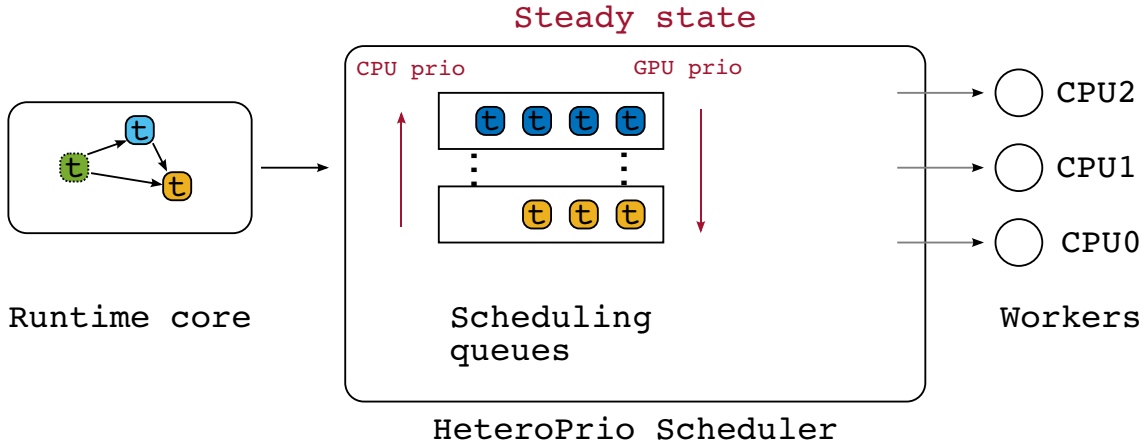 Steady state
CPU prio
GPU prio
t t t t
t
t
t
t t t
CPU2
CPU1
CPU0
Runtime core
Scheduling
queues
Workers
HeteroPrio Scheduler